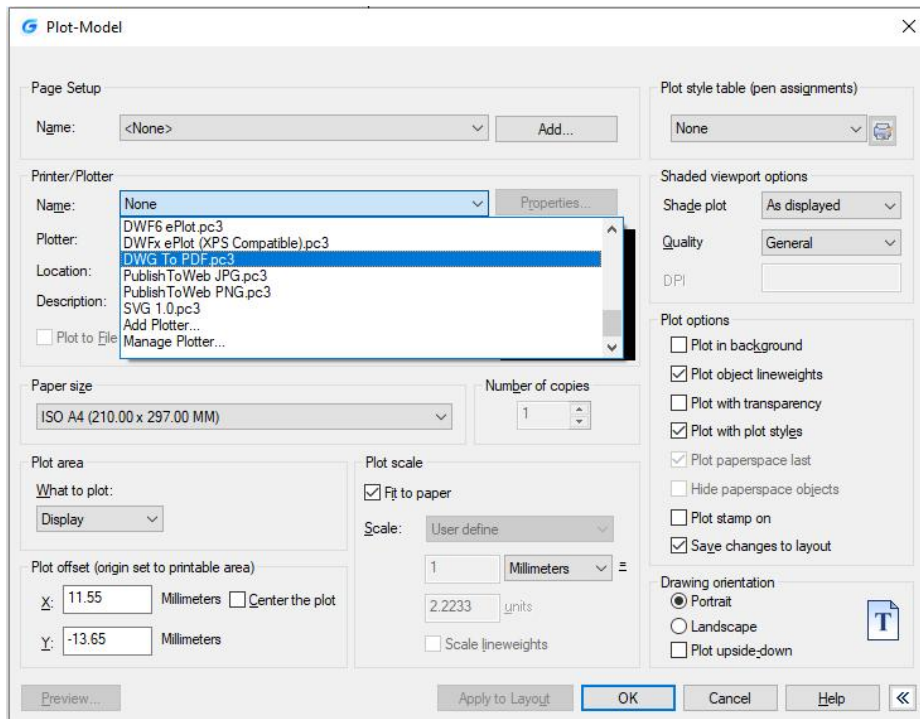 Plot-Model
Page Setup
Name: <None> Add...
Plot style table (pen assignments)
None
Printer/Plotter
Name: None Properties...
DWF6 ePlot.pc3
DWFx ePlot (XPS Compatible).pc3
DWG To PDF.pc3
PublishToWeb JPG.pc3
PublishToWeb PNG.pc3
SVG 1.0.pc3
Add Plotter...
Manage Plotter...
Plotter:
Location:
Description:
Plot to File
Shaded viewport options
Shade plot As displayed
Quality General
DPI
Paper size
ISO A4 (210.00 x 297.00 MM)
Number of copies
1
Plot options
Plot in background
Plot object lineweights
Plot with transparency
Plot with plot styles
Plot paperspace last
Hide paperspace objects
Plot stamp on
Save changes to layout
Plot area
What to plot:
Display
Plot scale
Fit to paper
Scale: User define
1 Millimeters =
2.2233 units
Scale lineweights
Plot offset (origin set to printable area)
X: 11.55 Millimeters Center the plot
Y: -13.65 Millimeters
Drawing orientation
Portrait
Landscape
Plot upside-down
T
Preview... Apply to Layout OK Cancel Help